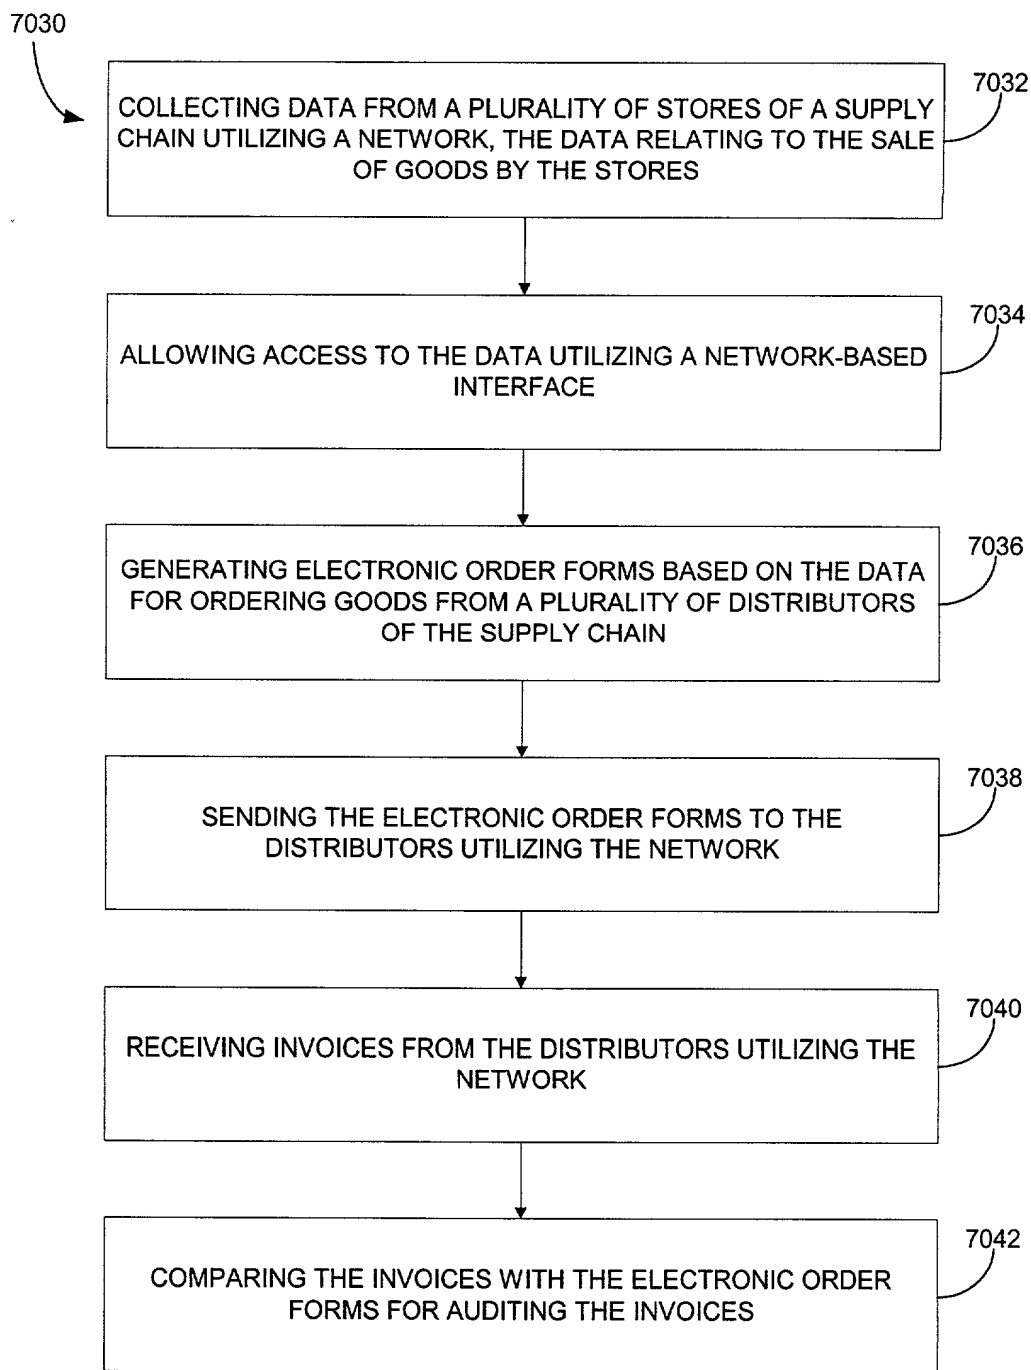 7030
COLLECTING DATA FROM A PLURALITY OF STORES OF A SUPPLY
CHAIN UTILIZING A NETWORK, THE DATA RELATING TO THE SALE
OF GOODS BY THE STORES
7032
ALLOWING ACCESS TO THE DATA UTILIZING A NETWORK-BASED
INTERFACE
7034
GENERATING ELECTRONIC ORDER FORMS BASED ON THE DATA
FOR ORDERING GOODS FROM A PLURALITY OF DISTRIBUTORS
OF THE SUPPLY CHAIN
7036
SENDING THE ELECTRONIC ORDER FORMS TO THE
DISTRIBUTORS UTILIZING THE NETWORK
7038
RECEIVING INVOICES FROM THE DISTRIBUTORS UTILIZING THE
NETWORK
7040
COMPARING THE INVOICES WITH THE ELECTRONIC ORDER
FORMS FOR AUDITING THE INVOICES
7042